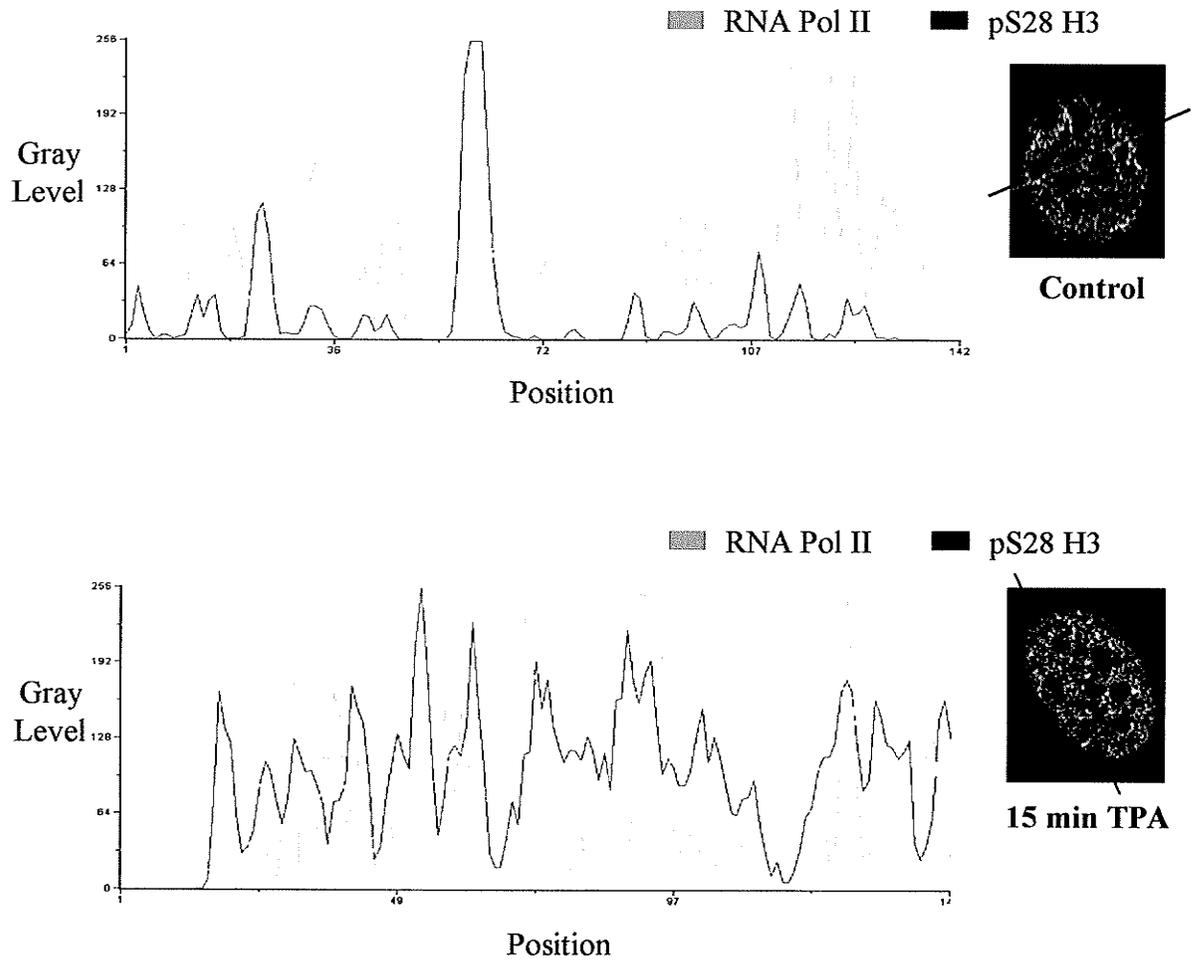 RNA Pol II pS28 H3
256
192
128
64
0
Gray
Level
1 36 72 107 142
Position
Control
RNA Pol II pS28 H3
256
192
128
64
0
Gray
Level
1 49 97
Position
15 min TPA